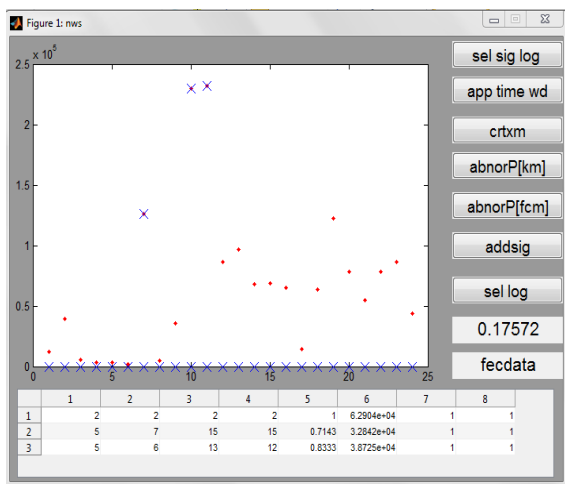 Figure 1: nws
x 10^5
2.5
2
1.5
1
0.5
0
0 5 10 15 20 25
sel sig log
app time wd
crtxm
abnorP[km]
abnorP[fcm]
addsig
sel log
0.17572
fecdata
1 2 3 4 5 6 7 8
1 2 2 2 2 1 6.2904e+04 1 1
2 5 7 15 15 0.7143 3.2842e+04 1 1
3 5 6 13 12 0.8333 3.8725e+04 1 1